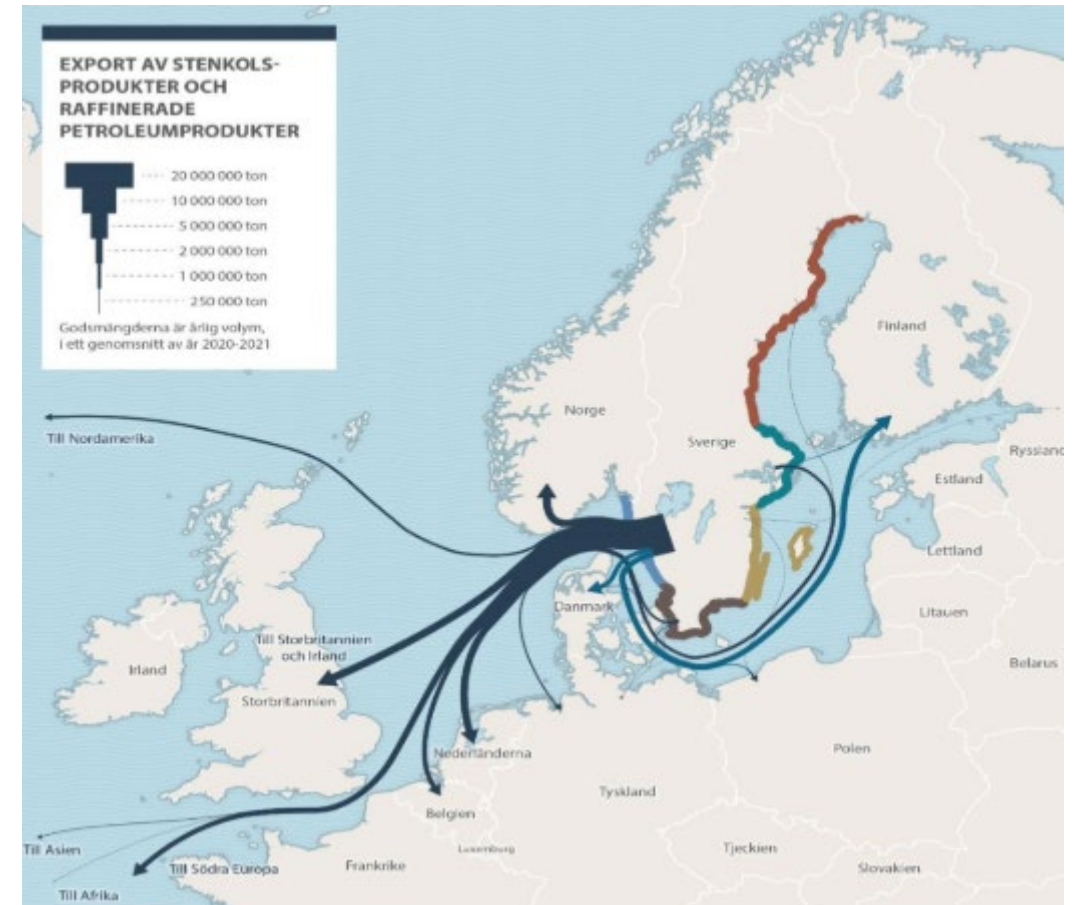 EXPORT AV STENKOLS-
PRODUKTER OCH
RAFFINERADE
PETROLEUMPRODUKTER
20 000 000 ton
10 000 000 ton
5 000 000 ton
2 000 000 ton
1 000 000 ton
250 000 ton
Godsmängderna är årlig volym,
i ett genomsnitt av år 2020-2021
Finland
Norge
Till Nordamerika
Sverige
Ryssland
Estland
Lettland
Danmark
Litauen
Till Storbritannien
och Irland
Irland
Belarus
Storbritannien
Nederländerna
Polen
Tyskland
Belgien
Till Asien
Luxemburg
Tjeckien
Till Södra Europa
Frankrike
Slovakien
Till Afrika